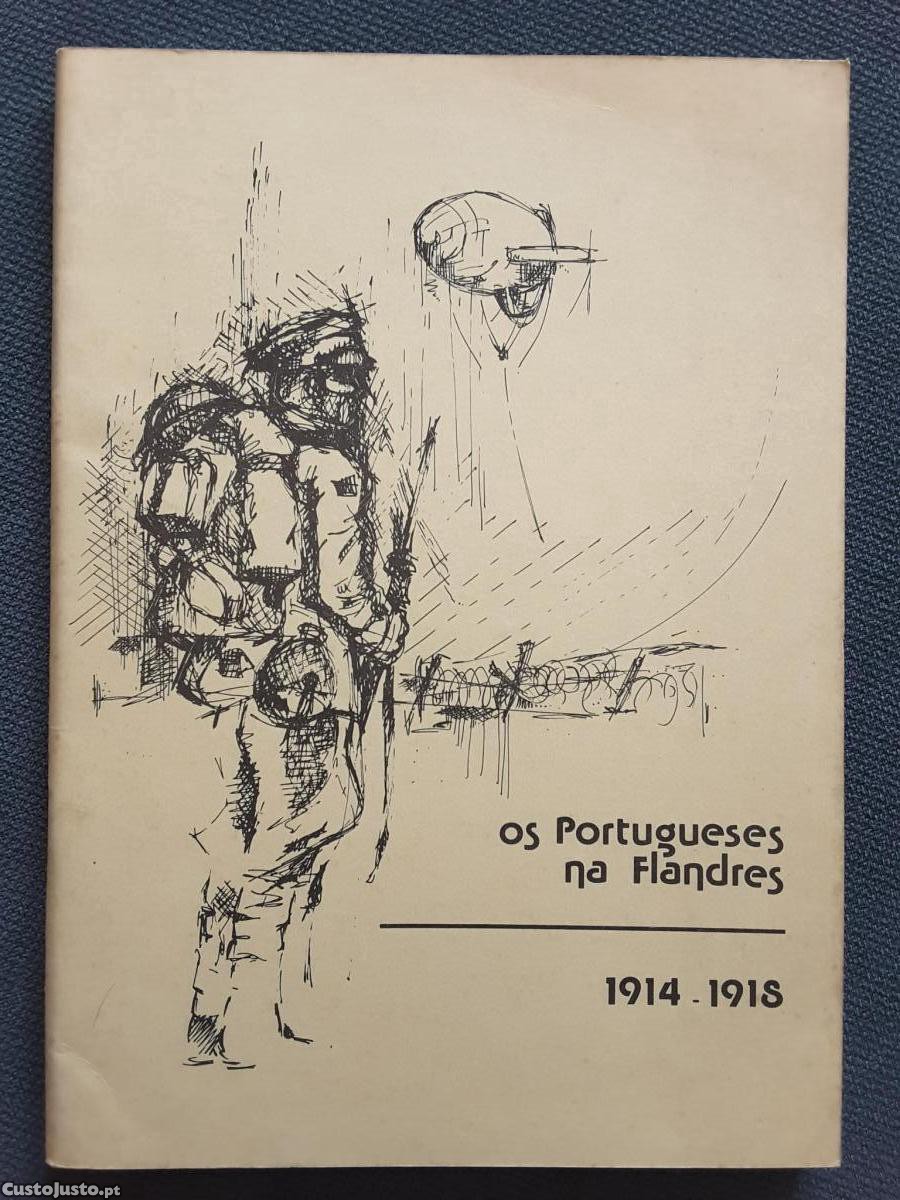 os Portugueses
na Flandres
1914 - 1918
CustoJusto.pt